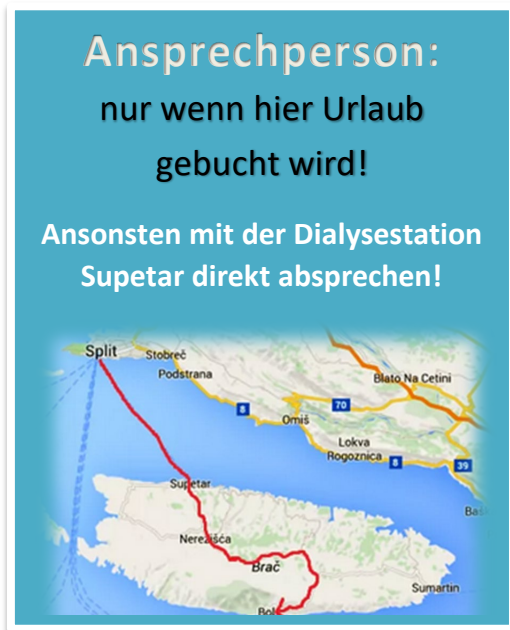 Ansprechperson:
nur wenn hier Urlaub
gebucht wird!
Ansonsten mit der Dialysestation
Supetar direkt absprechen!
Split
Stobreč
Podstrana
Blato Na Cetini
8
70
Omiš
Lokva
Rogoznica
8
39
Supetar
Nerežišća
Brač
Sumartin